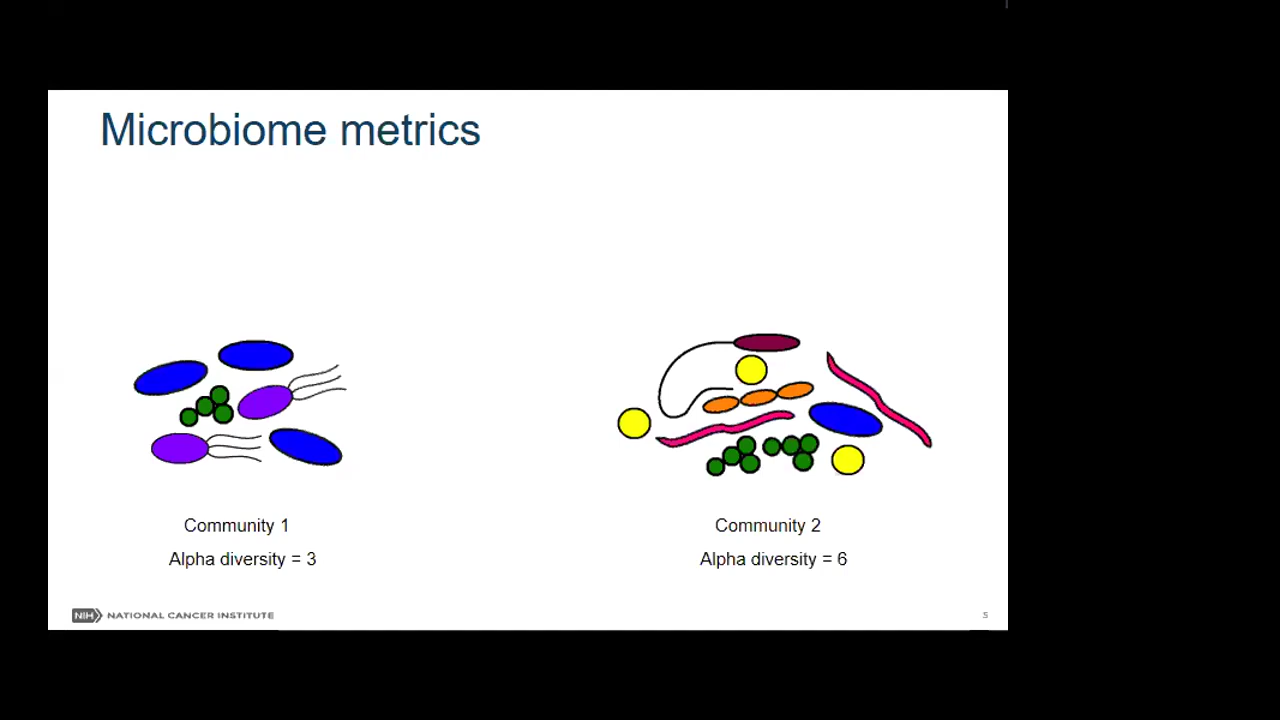 Microbiome metrics
Community 1
Alpha diversity = 3
Community 2
Alpha diversity = 6
NIH NATIONAL CANCER INSTITUTE
5